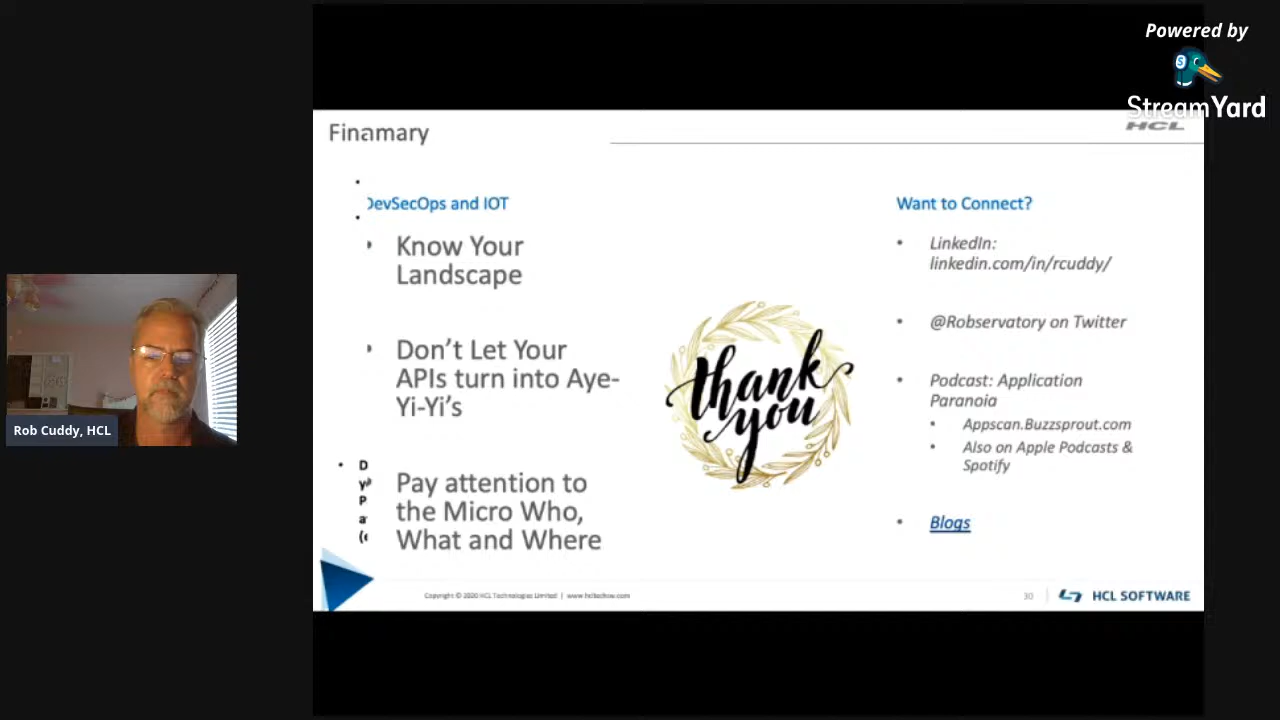 Powered by
StreamYard
HCL
Finamary
DevSecOps and IOT
Know Your
Landscape
Don't Let Your
APIs turn into Aye-
Yi-Yi's
Pay attention to
the Micro Who,
What and Where
thank
you
Want to Connect?
LinkedIn:
linkedin.com/in/rcuddy/
@Robservatory on Twitter
Podcast: Application
Paranoia
Appscan.Buzzsprout.com
Also on Apple Podcasts &
Spotify
Blogs
Rob Cuddy, HCL
Copyright © 2020 HCL Technologies Limited | www.hcltechsw.com
30
HCL SOFTWARE